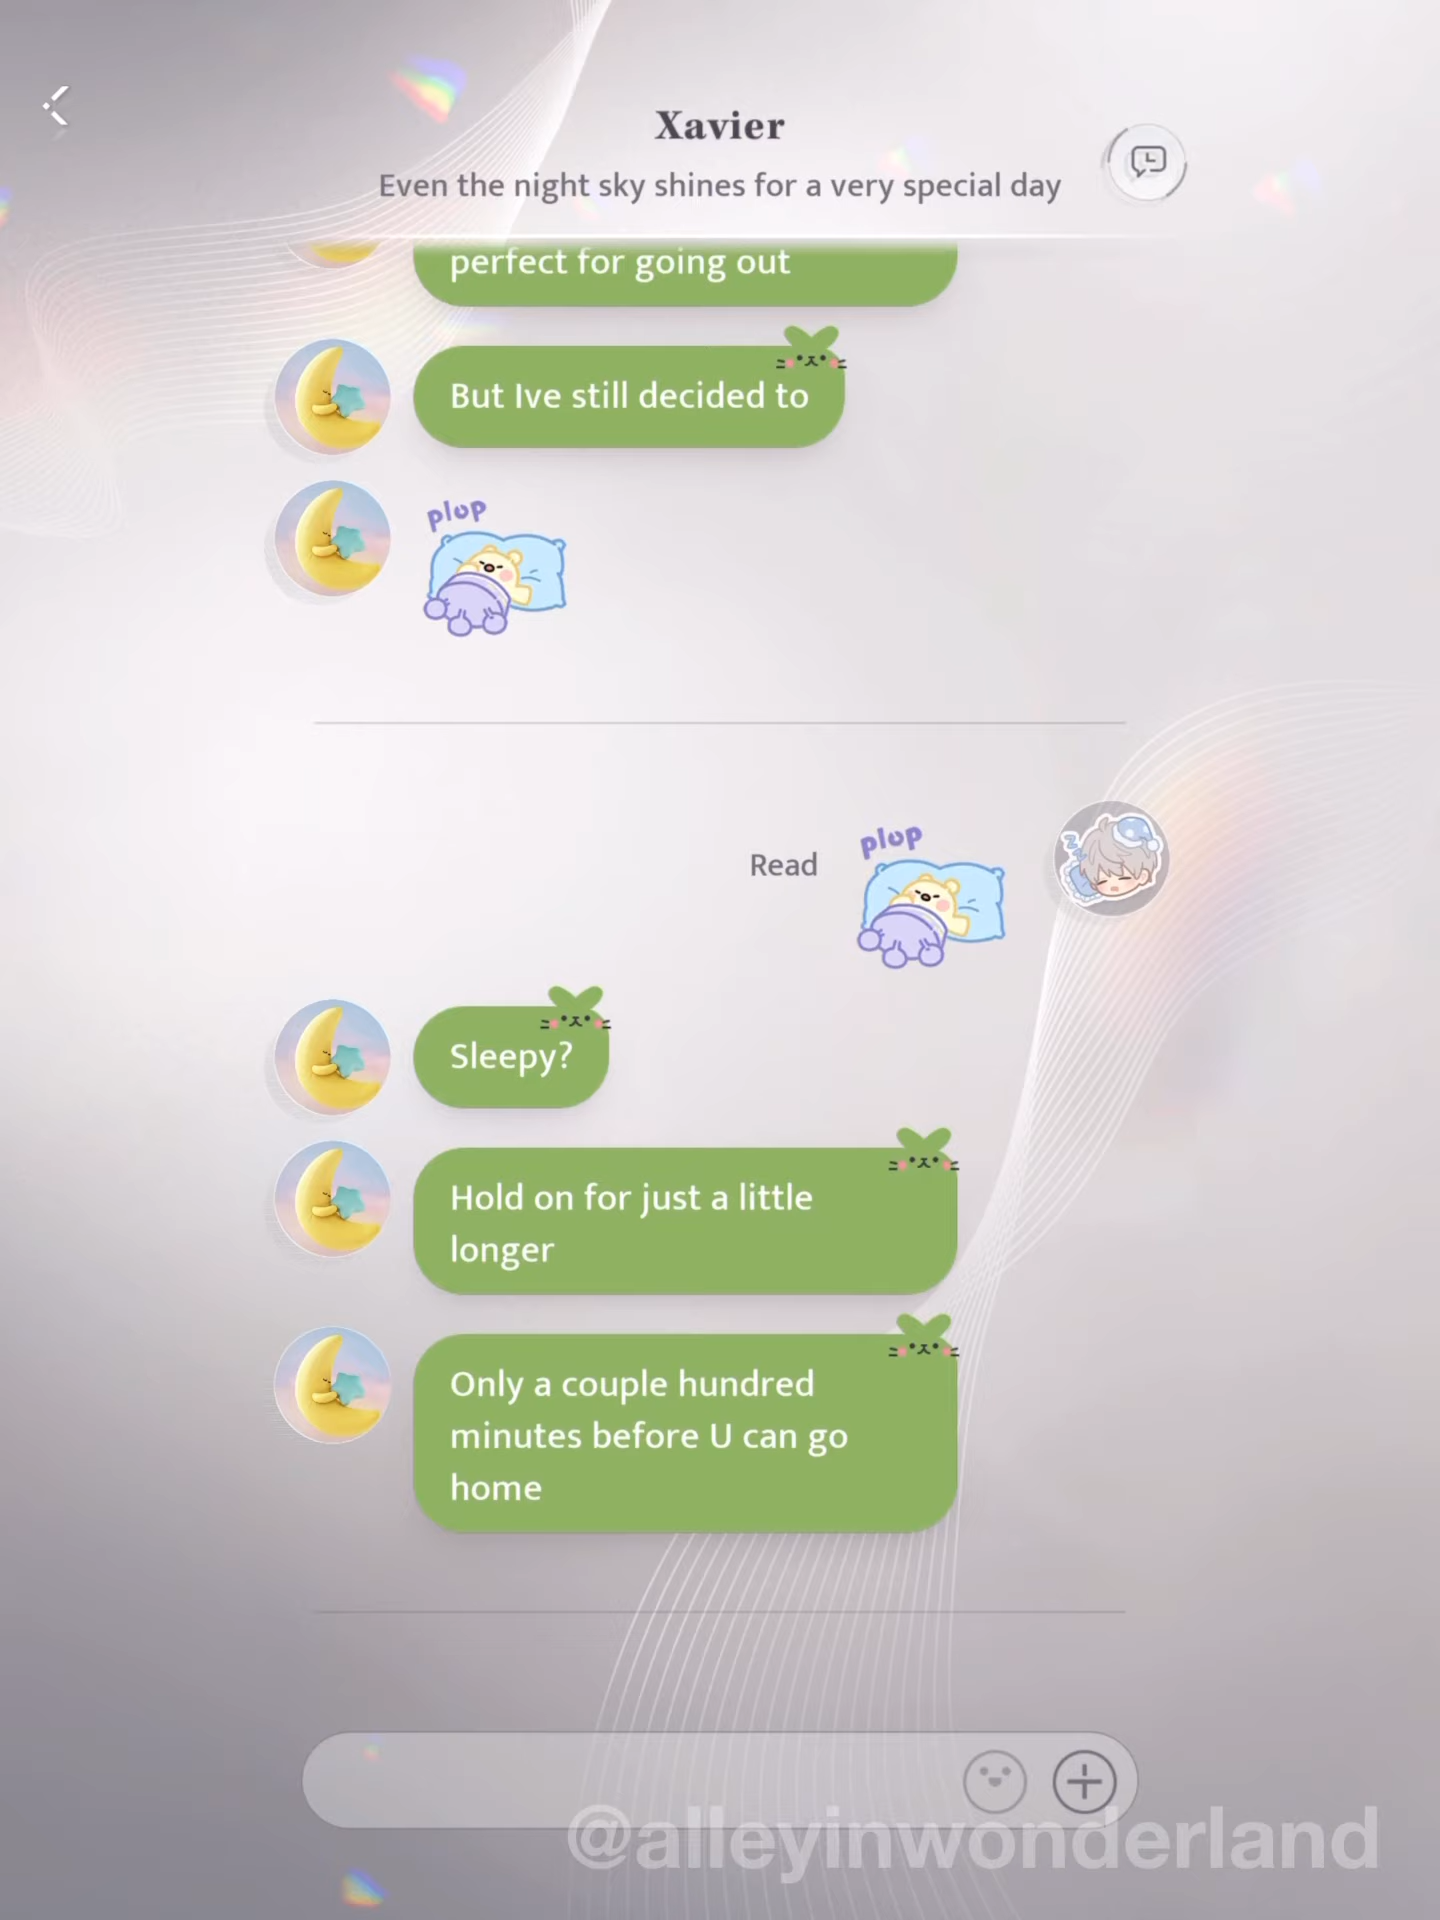 Xavier
Even the night sky shines for a very special day
perfect for going out
But Ive still decided to
plop
plop
Read
Sleepy?
Hold on for just a little
longer
Only a couple hundred
minutes before U can go
home
@alleyinwonderland